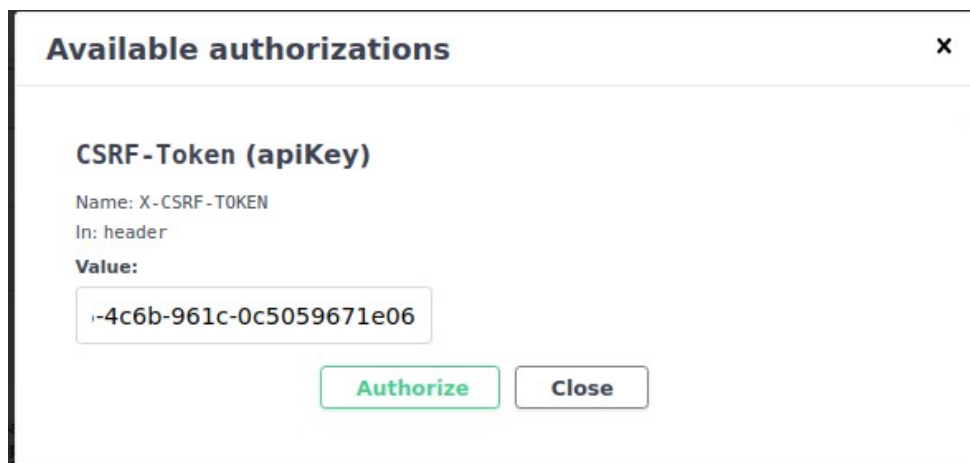 Available authorizations
CSRF-Token (apiKey)
Name: X-CSRF-TOKEN
In: header
Value:
-4c6b-961c-0c5059671e06
Authorize
Close